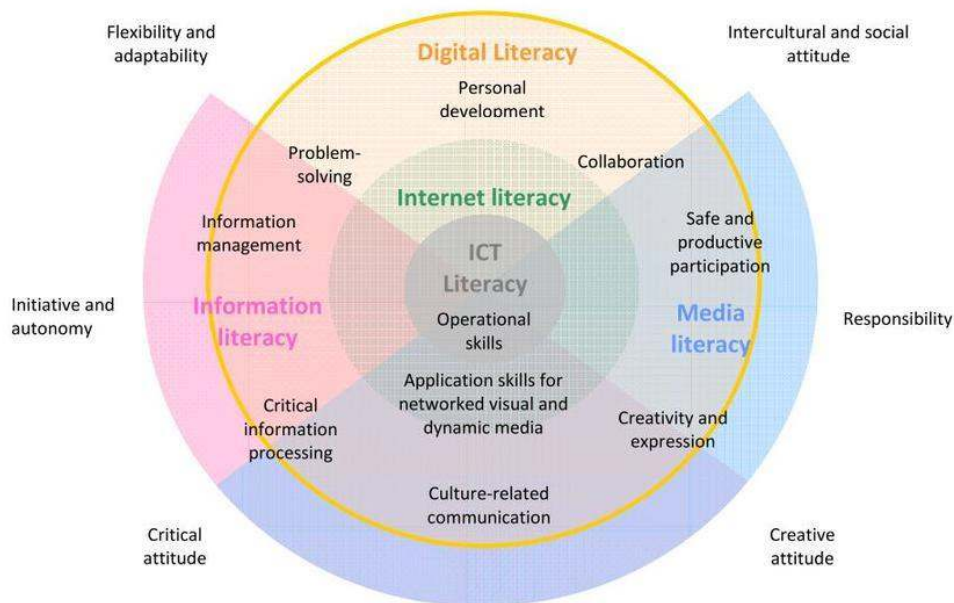 Flexibility and
adaptability
Intercultural and social
attitude
Digital Literacy
Personal
development
Problem-
solving
Collaboration
Internet literacy
Information
management
Safe and
productive
participation
ICT
Literacy
Initiative and
autonomy
Information
literacy
Operational
skills
Media
literacy
Responsibility
Application skills for
networked visual and
dynamic media
Critical
information
processing
Creativity and
expression
Culture-related
communication
Critical
attitude
Creative
attitude